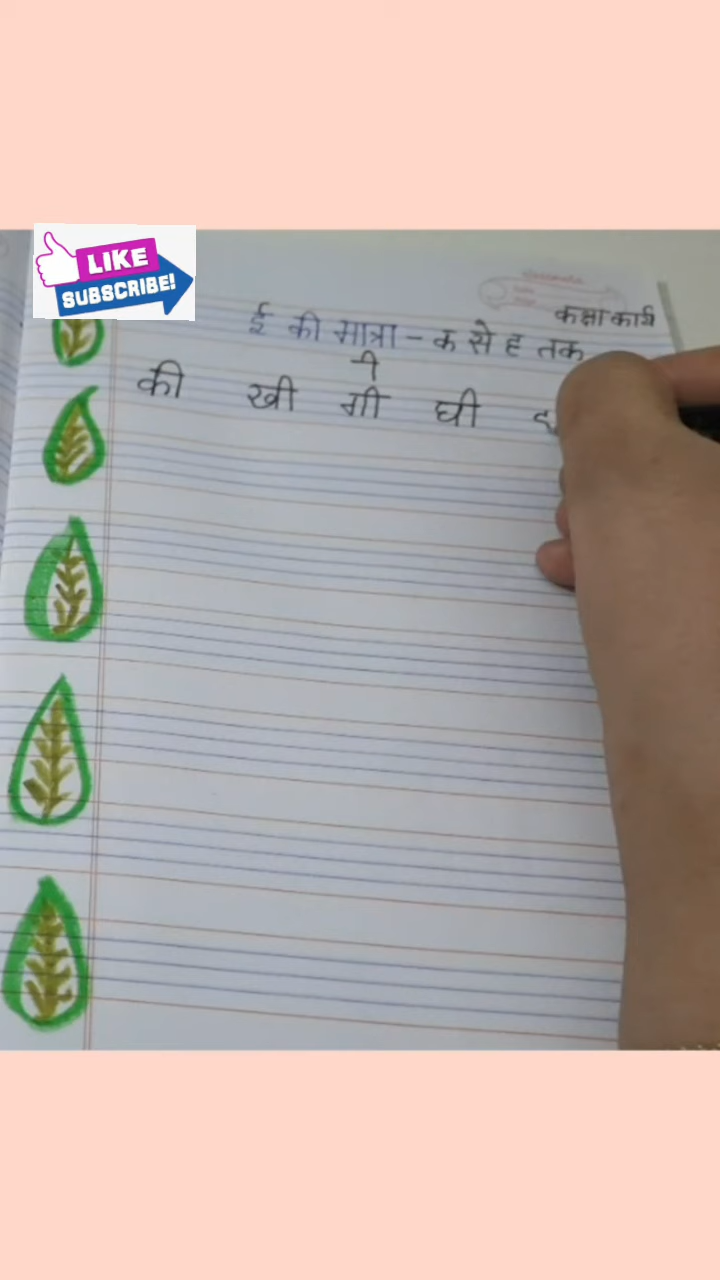 LIKE
SUBSCRIBE!
कक्षा कार्य
ई की मात्रा - क से ह तक
ी
की खी गी घी